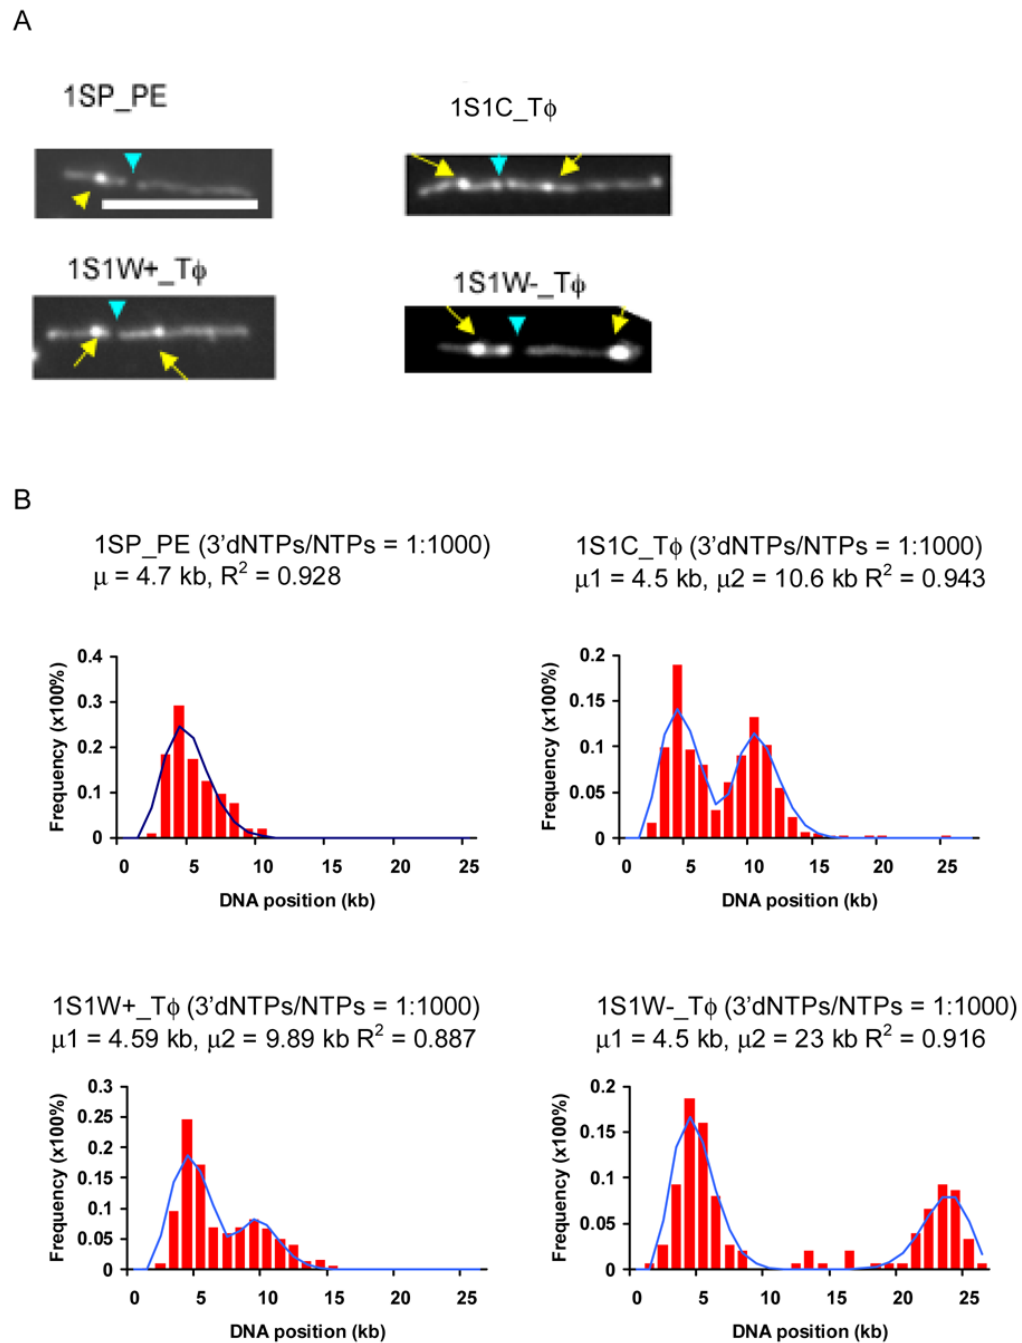 A
1SP_PE
1S1C_Tϕ
1S1W+_Tϕ
1S1W-_Tϕ
B
1SP_PE (3'dNTPs/NTPs = 1:1000)
μ = 4.7 kb, R² = 0.928
Frequency (x100%)
0.4
0.3
0.2
0.1
0
0 5 10 15 20 25
DNA position (kb)
1S1C_Tϕ (3'dNTPs/NTPs = 1:1000)
μ1 = 4.5 kb, μ2 = 10.6 kb R² = 0.943
Frequency (x100%)
0.2
0.15
0.1
0.05
0
0 5 10 15 20 25
DNA position (kb)
1S1W+_Tϕ (3'dNTPs/NTPs = 1:1000)
μ1 = 4.59 kb, μ2 = 9.89 kb R² = 0.887
Frequency (x100%)
0.3
0.25
0.2
0.15
0.1
0.05
0
0 5 10 15 20 25
DNA position (kb)
1S1W-_Tϕ (3'dNTPs/NTPs = 1:1000)
μ1 = 4.5 kb, μ2 = 23 kb R² = 0.916
Frequency (x100%)
0.2
0.15
0.1
0.05
0
0 5 10 15 20 25
DNA position (kb)